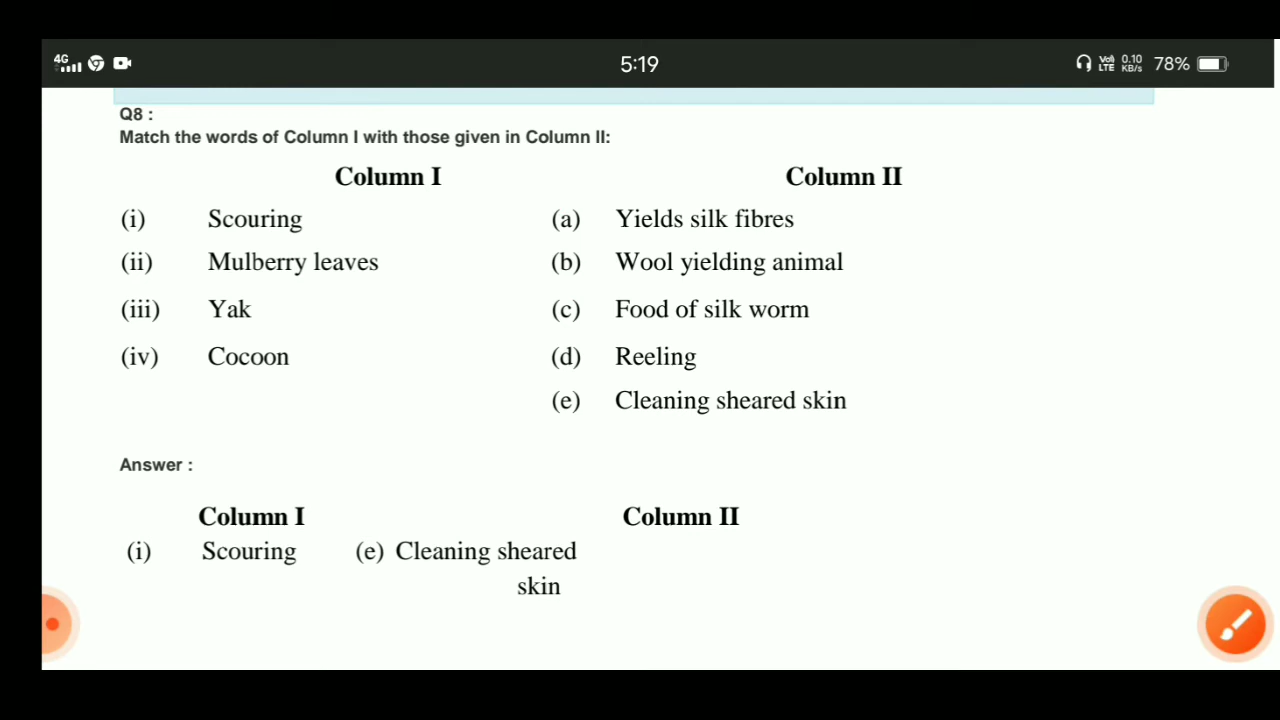 4G 5:19 VoLTE 0.10 KB/s 78%
Q8 :
Match the words of Column I with those given in Column II:
Column I Column II
(i) Scouring (a) Yields silk fibres
(ii) Mulberry leaves (b) Wool yielding animal
(iii) Yak (c) Food of silk worm
(iv) Cocoon (d) Reeling
(e) Cleaning sheared skin
Answer :
Column I Column II
(i) Scouring (e) Cleaning sheared
skin